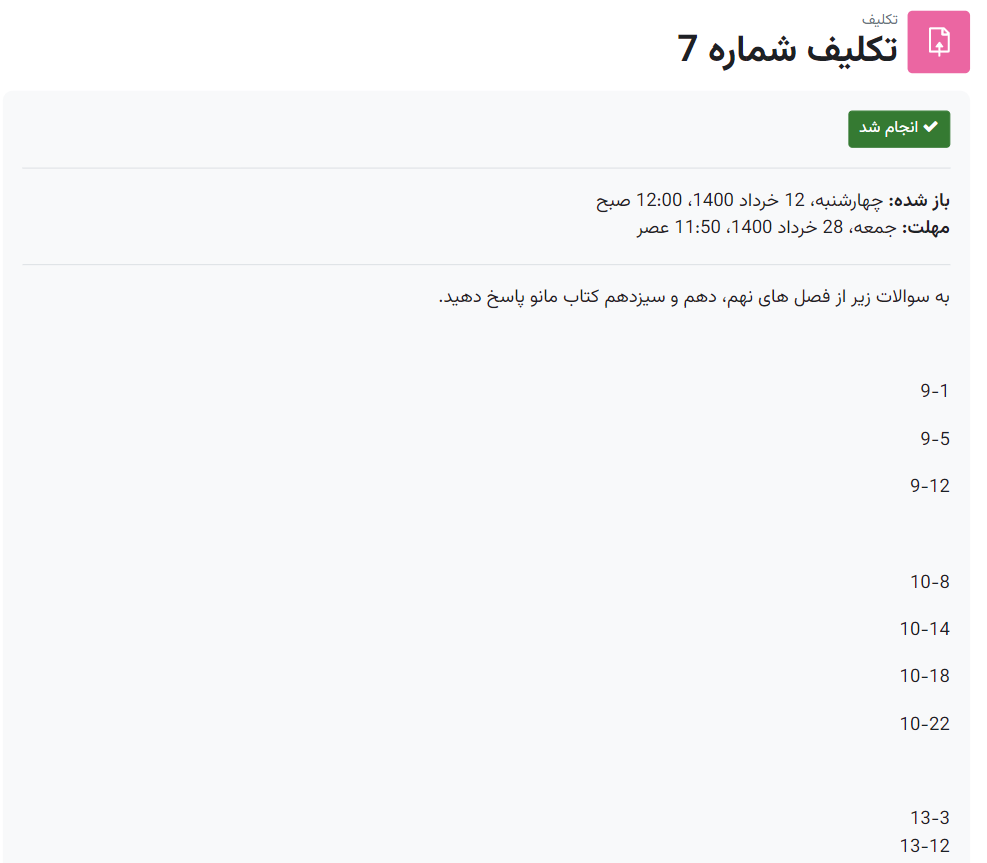 تکلیف
تکلیف شماره 7
انجام شد
باز شده: چهارشنبه، 12 خرداد 1400، 12:00 صبح
مهلت: جمعه، 28 خرداد 1400، 11:50 عصر
به سوالات زیر از فصل های نهم، دهم و سیزدهم کتاب مانو پاسخ دهید.
9-1
9-5
9-12
10-8
10-14
10-18
10-22
13-3
13-12